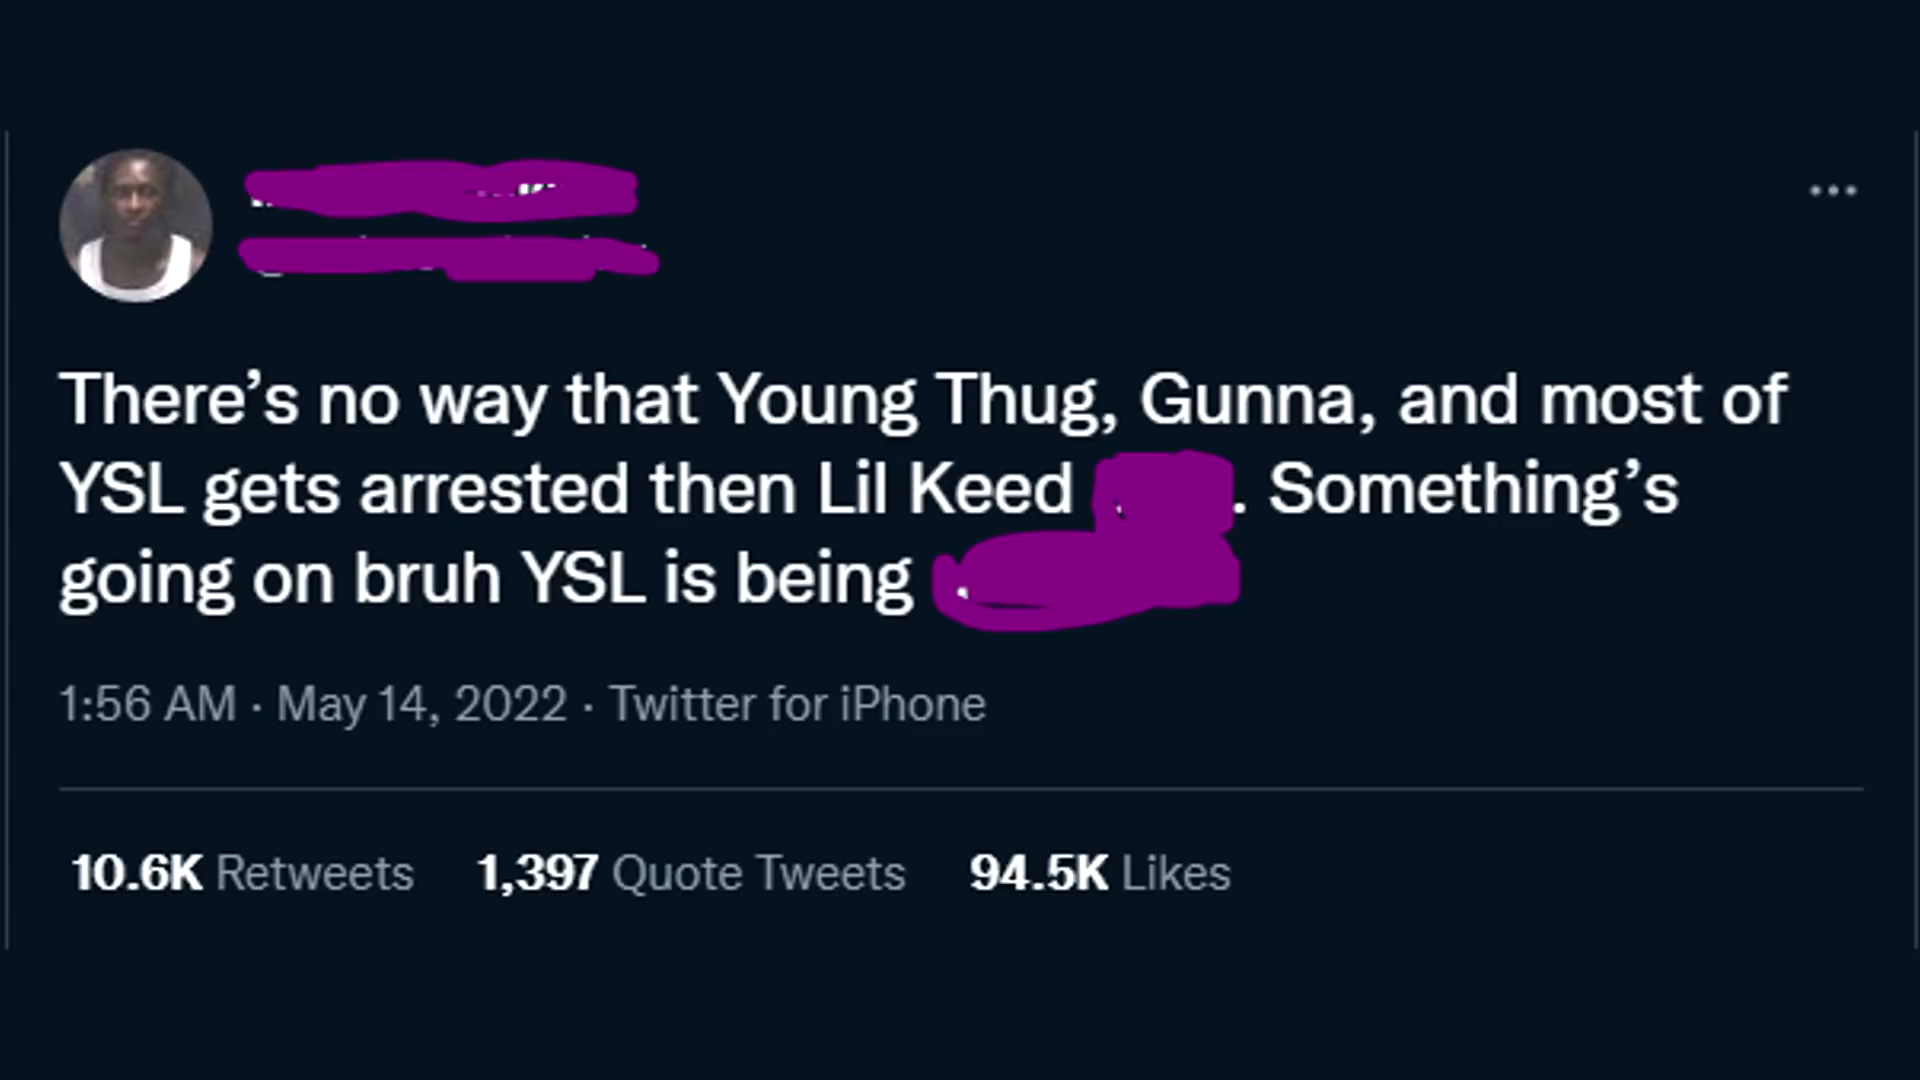 There’s no way that Young Thug, Gunna, and most of
YSL gets arrested then Lil Keed . Something’s
going on bruh YSL is being
1:56 AM · May 14, 2022 · Twitter for iPhone
10.6K Retweets 1,397 Quote Tweets 94.5K Likes